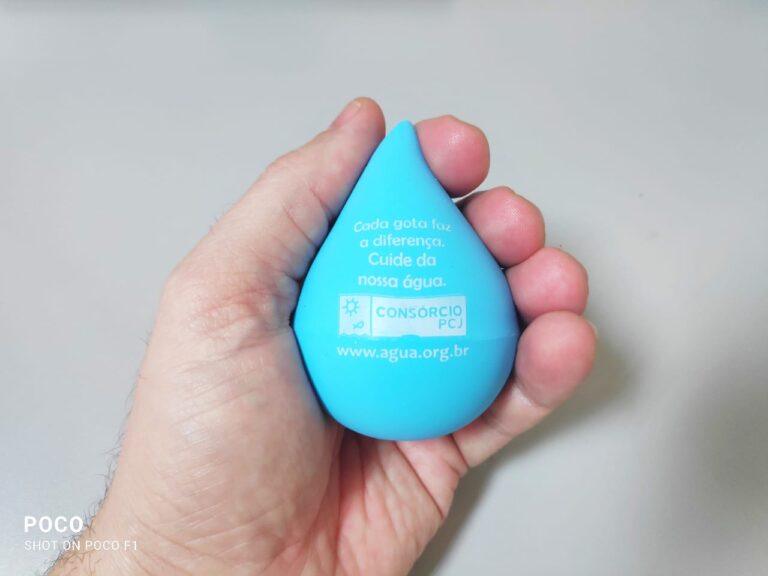 Cada gota faz
a diferença.
Cuide da
nossa água.
CONSÓRCIO
PCJ
www.agua.org.br
POCO
SHOT ON POCO F1